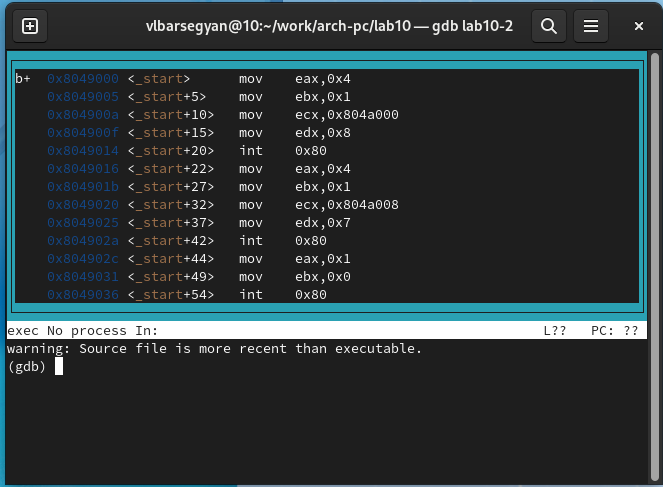 vlbarsegyan@10:~/work/arch-pc/lab10 — gdb lab10-2
b+ 0x8049000 <_start> mov eax,0x4
0x8049005 <_start+5> mov ebx,0x1
0x804900a <_start+10> mov ecx,0x804a000
0x804900f <_start+15> mov edx,0x8
0x8049014 <_start+20> int 0x80
0x8049016 <_start+22> mov eax,0x4
0x804901b <_start+27> mov ebx,0x1
0x8049020 <_start+32> mov ecx,0x804a008
0x8049025 <_start+37> mov edx,0x7
0x804902a <_start+42> int 0x80
0x804902c <_start+44> mov eax,0x1
0x8049031 <_start+49> mov ebx,0x0
0x8049036 <_start+54> int 0x80
exec No process In: L?? PC: ??
warning: Source file is more recent than executable.
(gdb)